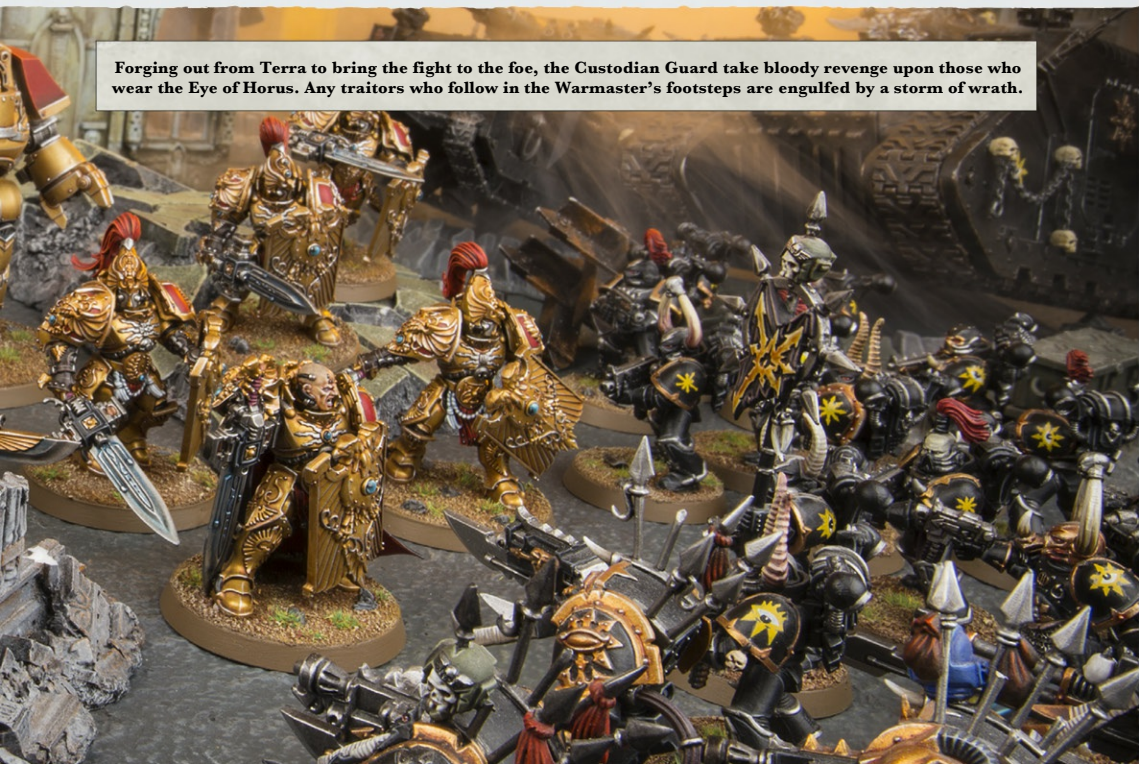 Forging out from Terra to bring the fight to the foe, the Custodian Guard take bloody revenge upon those who
wear the Eye of Horus. Any traitors who follow in the Warmaster’s footsteps are engulfed by a storm of wrath.